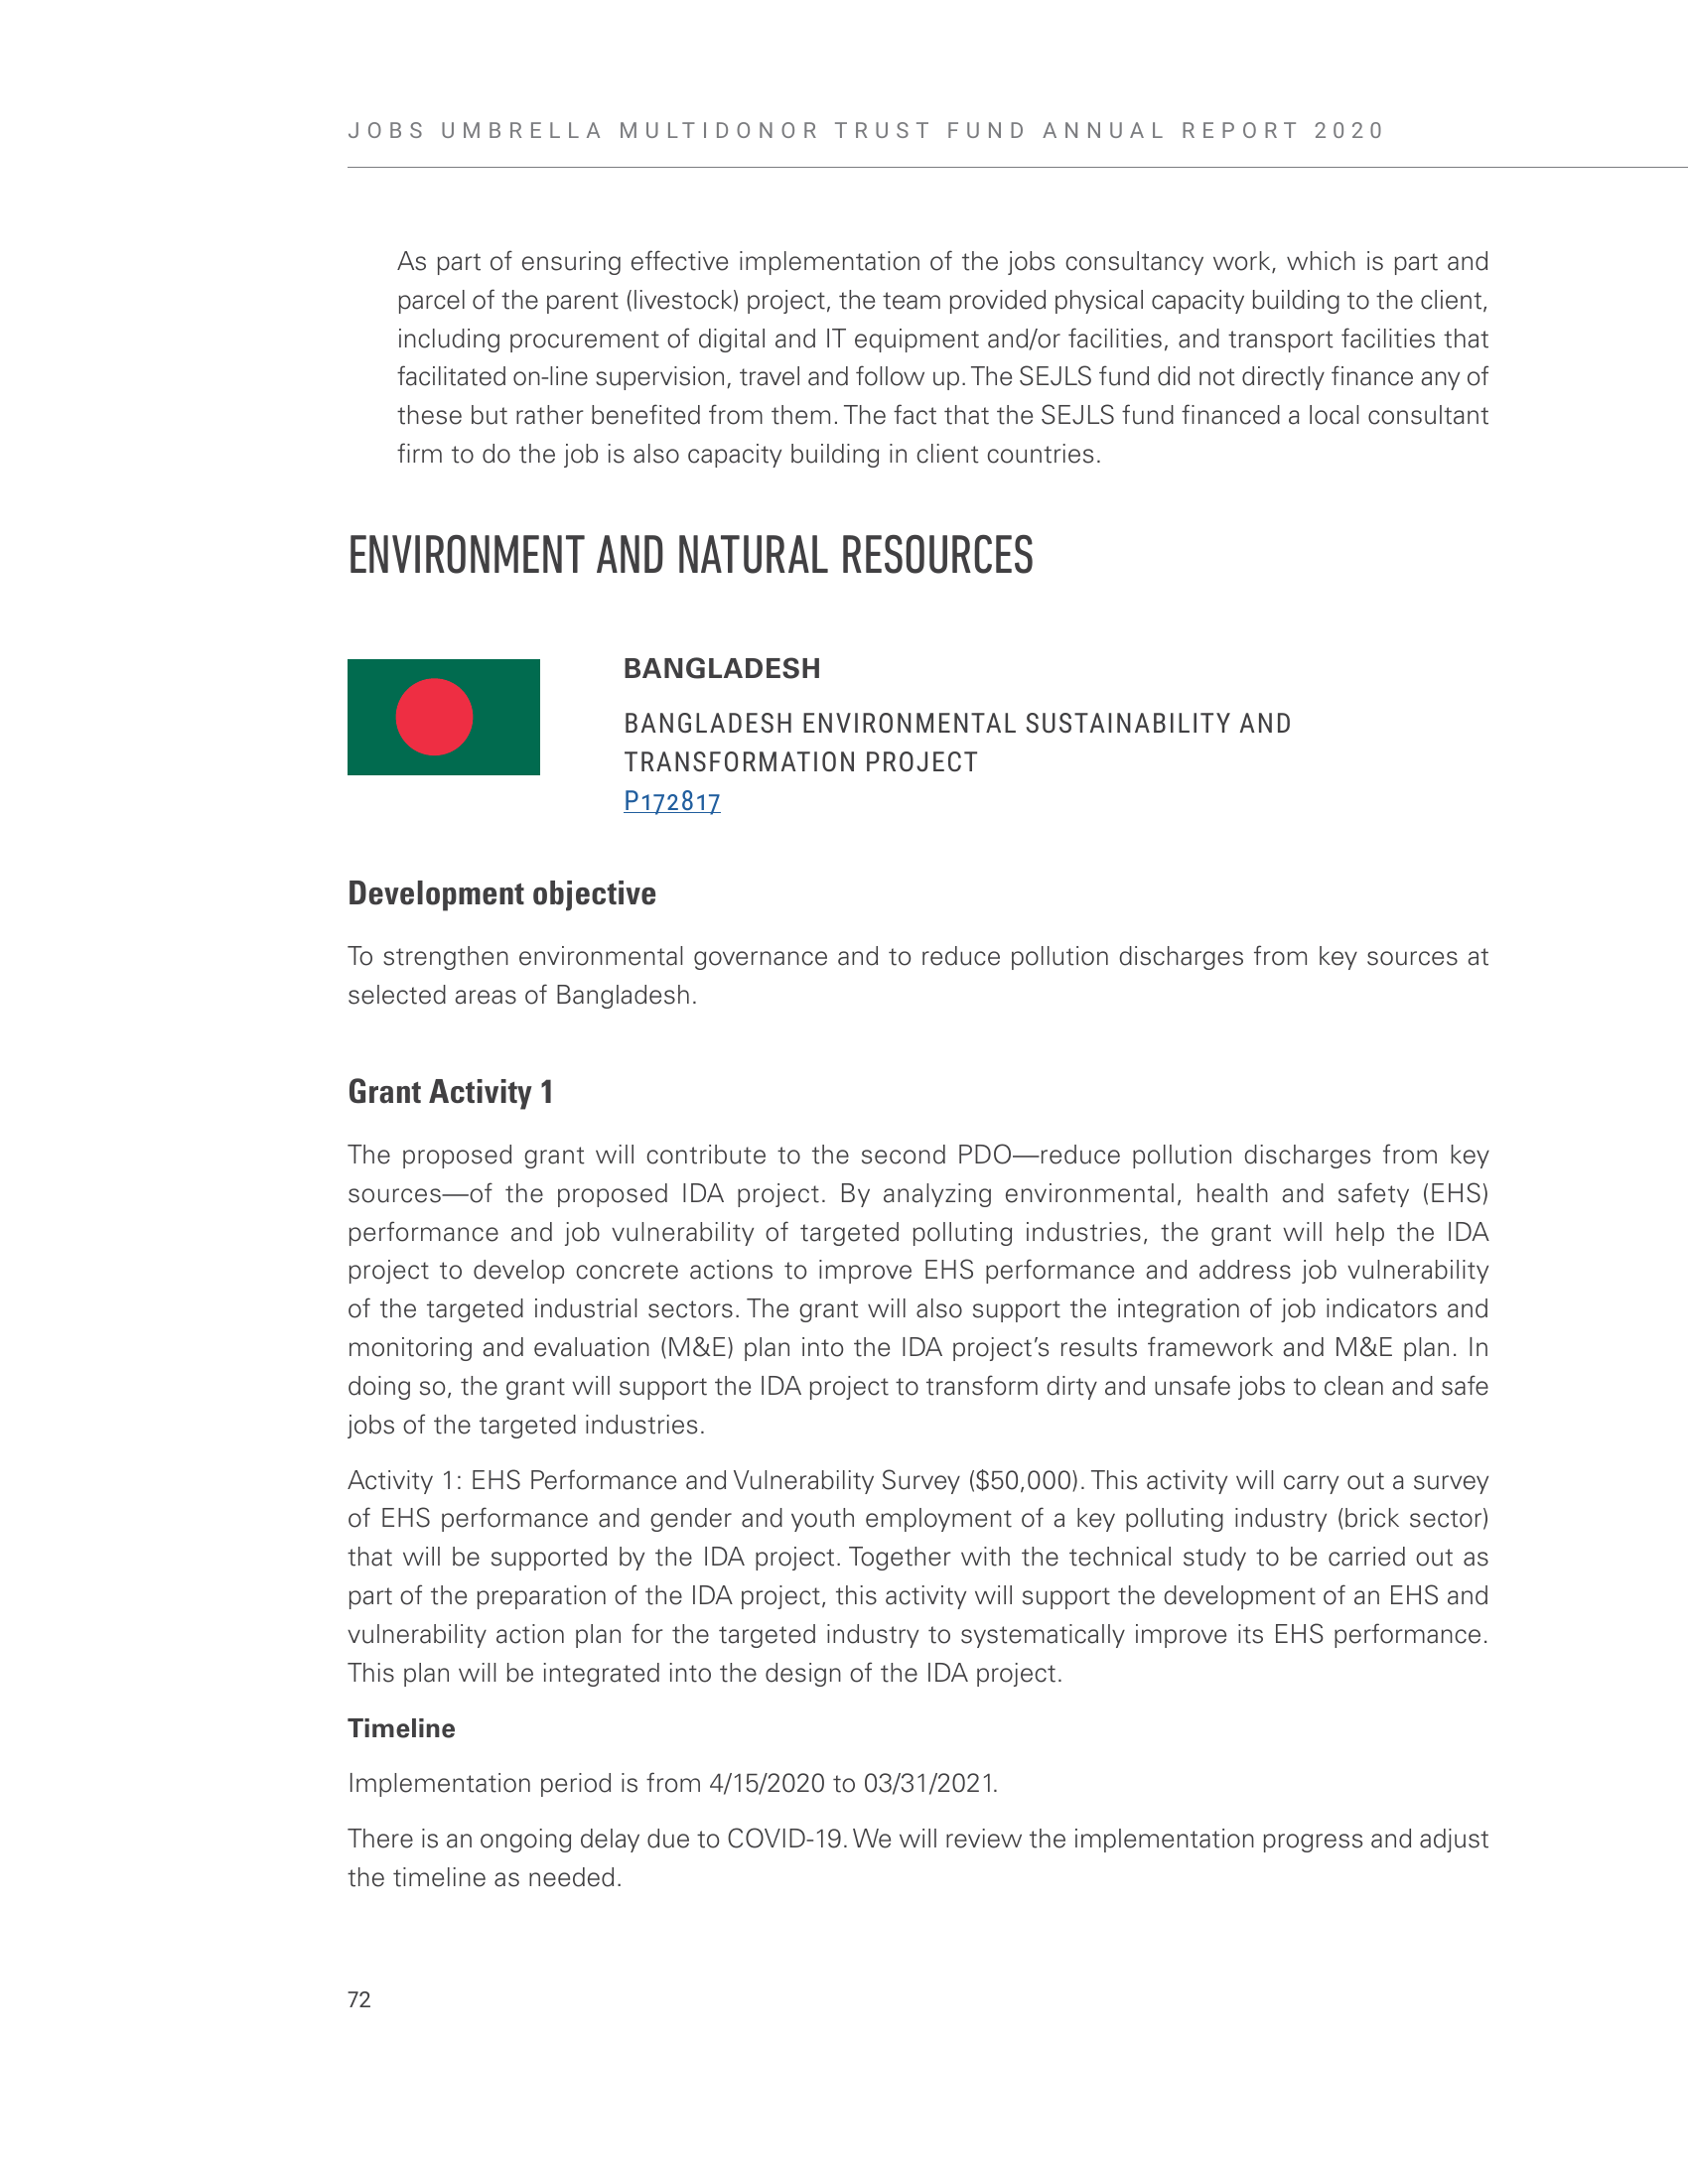 JOBS UMBRELLA MULTIDONOR TRUST FUND ANNUAL REPORT 2020
As part of ensuring effective implementation of the jobs consultancy work, which is part and
parcel of the parent (livestock) project, the team provided physical capacity building to the client,
including procurement of digital and IT equipment and/or facilities, and transport facilities that
facilitated on-line supervision, travel and follow up. The SEJLS fund did not directly finance any of
these but rather benefited from them. The fact that the SEJLS fund financed a local consultant
firm to do the job is also capacity building in client countries.
ENVIRONMENT AND NATURAL RESOURCES
BANGLADESH
BANGLADESH ENVIRONMENTAL SUSTAINABILITY AND
TRANSFORMATION PROJECT
P172817
Development objective
To strengthen environmental governance and to reduce pollution discharges from key sources at
selected areas of Bangladesh.
Grant Activity 1
The proposed grant will contribute to the second PDO—reduce pollution discharges from key
sources—of the proposed IDA project. By analyzing environmental, health and safety (EHS)
performance and job vulnerability of targeted polluting industries, the grant will help the IDA
project to develop concrete actions to improve EHS performance and address job vulnerability
of the targeted industrial sectors. The grant will also support the integration of job indicators and
monitoring and evaluation (M&E) plan into the IDA project’s results framework and M&E plan. In
doing so, the grant will support the IDA project to transform dirty and unsafe jobs to clean and safe
jobs of the targeted industries.
Activity 1: EHS Performance and Vulnerability Survey ($50,000). This activity will carry out a survey
of EHS performance and gender and youth employment of a key polluting industry (brick sector)
that will be supported by the IDA project. Together with the technical study to be carried out as
part of the preparation of the IDA project, this activity will support the development of an EHS and
vulnerability action plan for the targeted industry to systematically improve its EHS performance.
This plan will be integrated into the design of the IDA project.
Timeline
Implementation period is from 4/15/2020 to 03/31/2021.
There is an ongoing delay due to COVID-19. We will review the implementation progress and adjust
the timeline as needed.
72